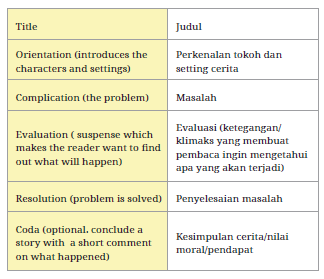 Title
Judul
Orientation (introduces the
characters and settings)
Perkenalan tokoh dan
setting cerita
Complication (the problem)
Masalah
Evaluation ( suspense which
makes the reader want to find
out what will happen)
Evaluasi (ketegangan/
klimaks yang membuat
pembaca ingin mengetahui
apa yang akan terjadi)
Resolution (problem is solved)
Penyelesaian masalah
Coda (optional. conclude a
story with a short comment
on what happened)
Kesimpulan cerita/nilai
moral/pendapat